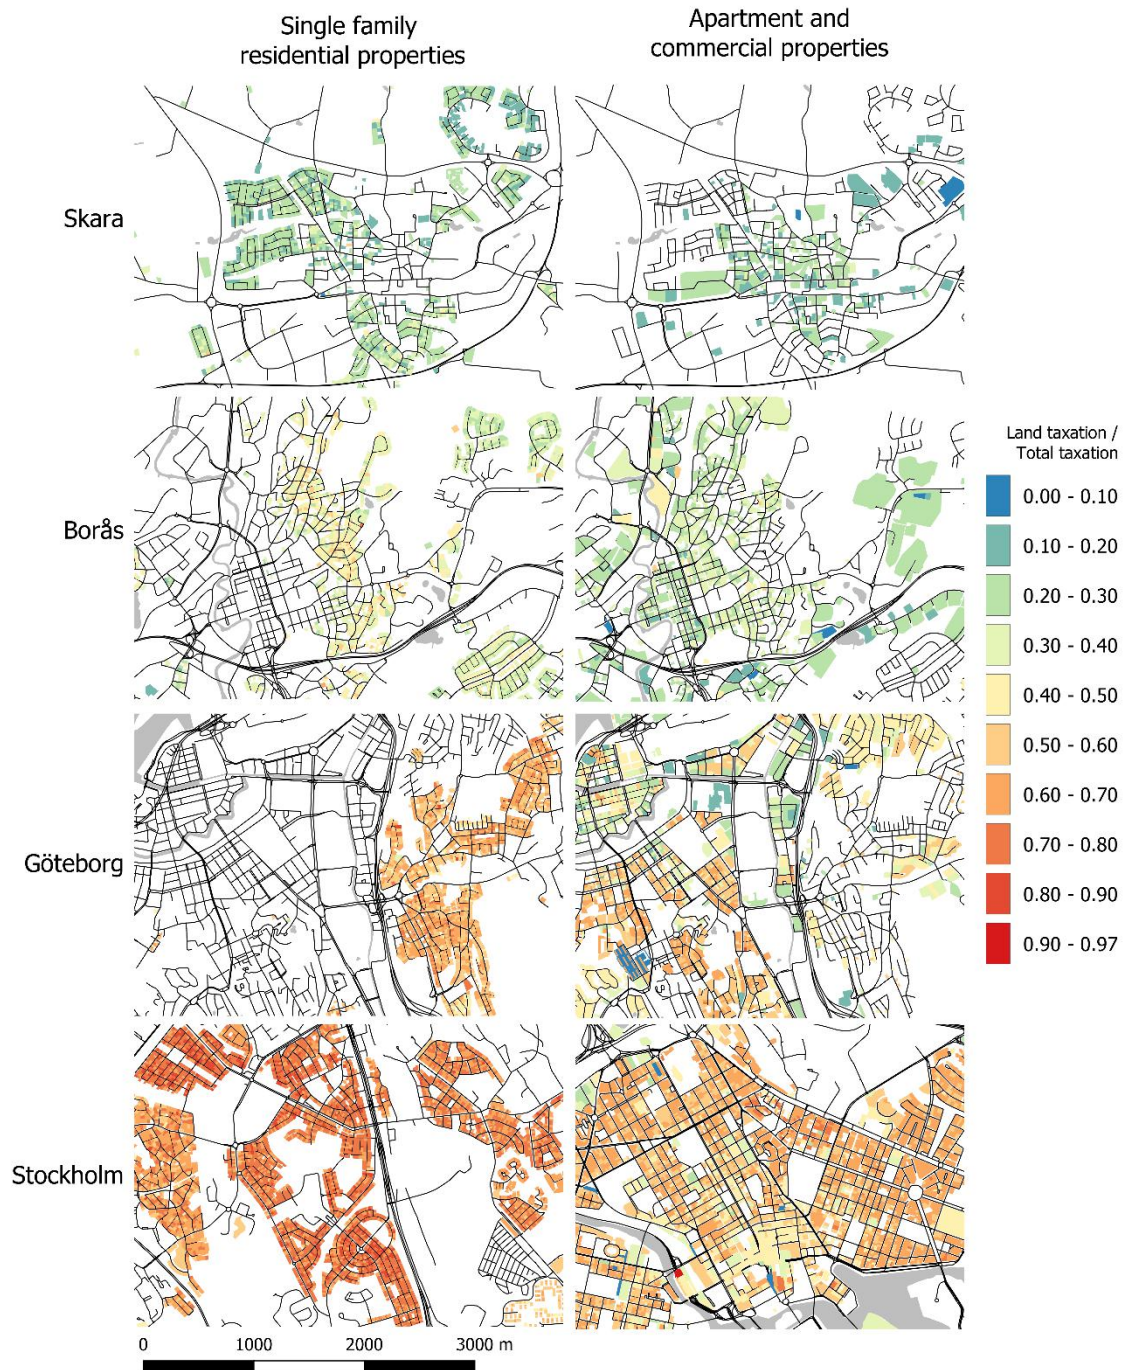 Single family
residential properties
Apartment and
commercial properties
Skara
Borås
Göteborg
Stockholm
Land taxation /
Total taxation
0.00 - 0.10
0.10 - 0.20
0.20 - 0.30
0.30 - 0.40
0.40 - 0.50
0.50 - 0.60
0.60 - 0.70
0.70 - 0.80
0.80 - 0.90
0.90 - 0.97
0 1000 2000 3000 m